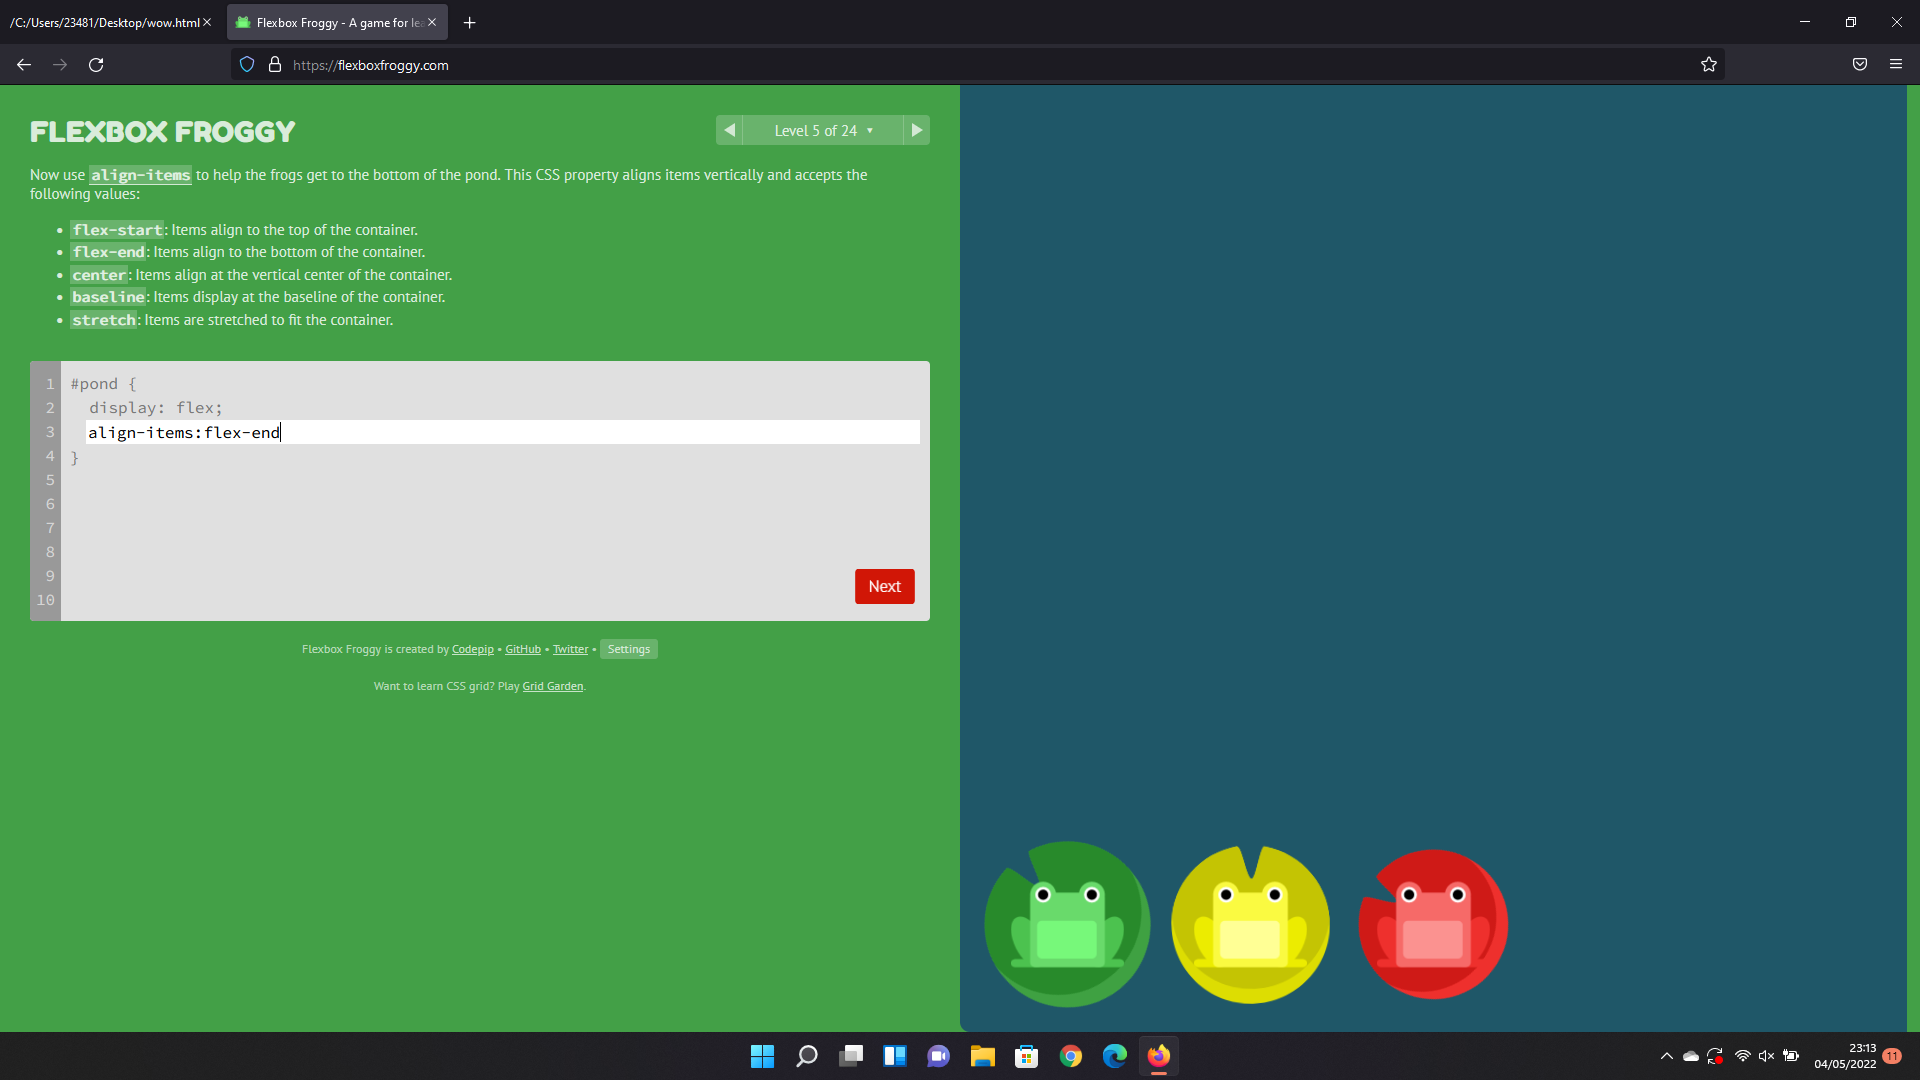 /C:/Users/23481/Desktop/wow.html
Flexbox Froggy - A game for lea
https://flexboxfroggy.com
FLEXBOX FROGGY
Level 5 of 24 ▾
Now use align-items to help the frogs get to the bottom of the pond. This CSS property aligns items vertically and accepts the
following values:
• flex-start: Items align to the top of the container.
• flex-end: Items align to the bottom of the container.
• center: Items align at the vertical center of the container.
• baseline: Items display at the baseline of the container.
• stretch: Items are stretched to fit the container.
1 #pond {
2 display: flex;
3 align-items:flex-end
4 }
5
6
7
8
9
10
Next
Flexbox Froggy is created by Codepip • GitHub • Twitter • Settings
Want to learn CSS grid? Play Grid Garden.
23:13
04/05/2022
11